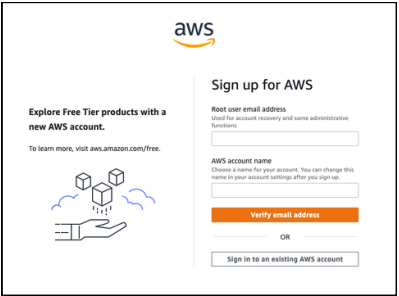 aws
Explore Free Tier products with a
new AWS account.
To learn more, visit aws.amazon.com/free.
Sign up for AWS
Root user email address
Used for account recovery and some administrative
functions
AWS account name
Choose a name for your account. You can change this
name in your account settings after you sign up.
Verify email address
OR
Sign in to an existing AWS account